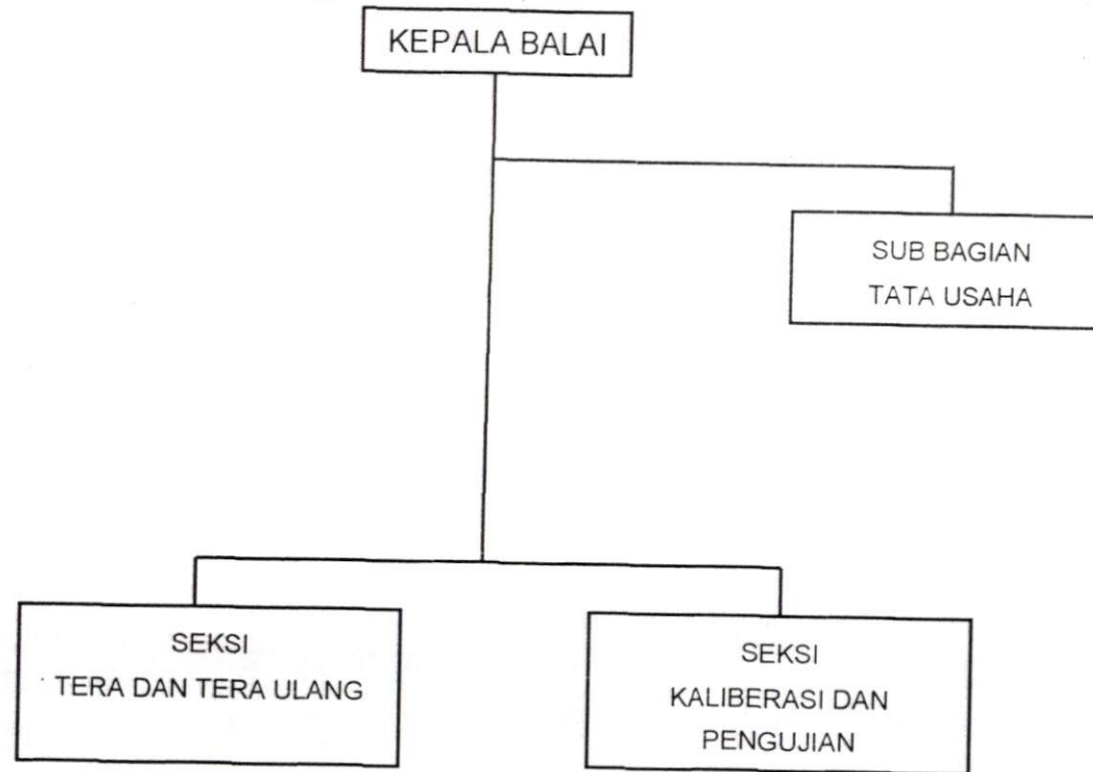 KEPALA BALAI
SUB BAGIAN
TATA USAHA
SEKSI
TERA DAN TERA ULANG
SEKSI
KALIBERASI DAN
PENGUJIAN